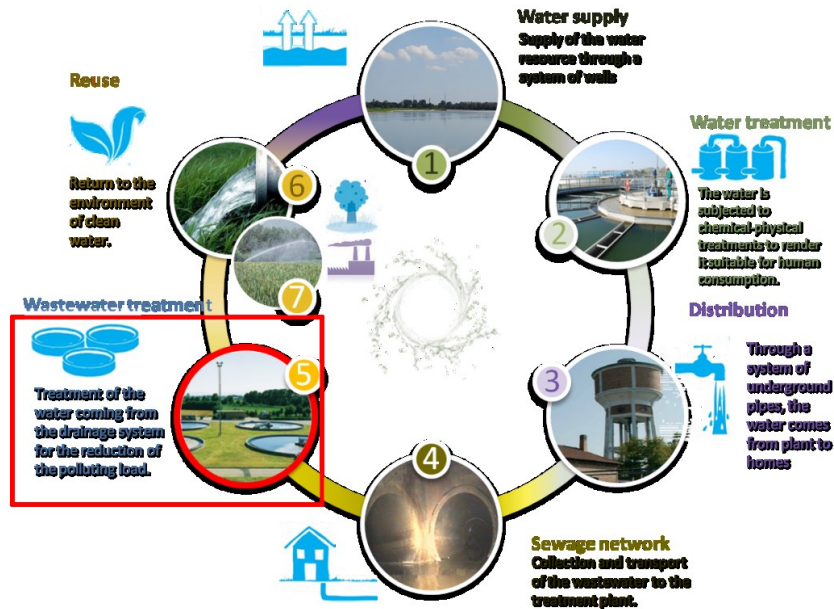 Water supply
Supply of the water
resource through a
system of wells
1
Water treatment
The water is
subjected to
chemical-physical
treatments to render
it suitable for human
consumption.
2
Distribution
Through a
system of
underground
pipes, the
water comes
from plant to
homes
3
4
Sewage network
Collection and transport
of the wastewater to the
treatment plant.
Wastewater treatment
5
Treatment of the
water coming from
the drainage system
for the reduction of
the polluting load.
Reuse
6
Return to the
environment
of clean
water.
7